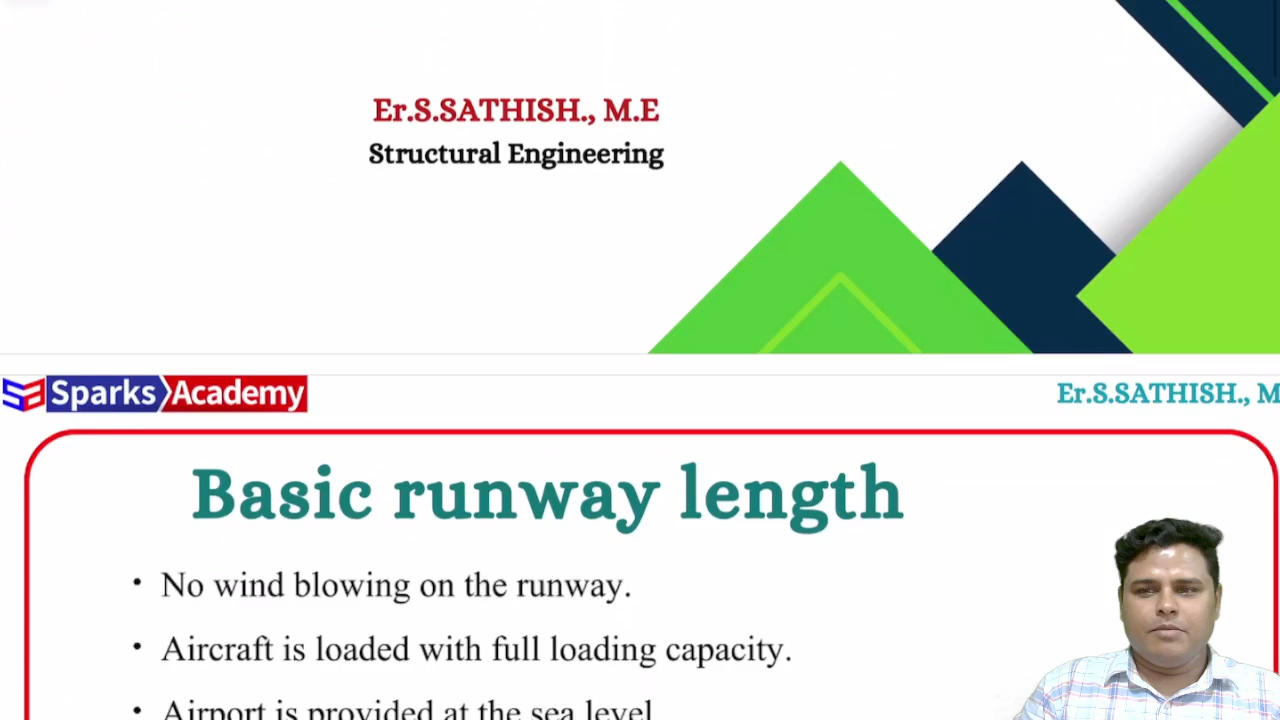 Er.S.SATHISH., M.E
Structural Engineering
Sparks Academy
Er.S.SATHISH., M
Basic runway length
• No wind blowing on the runway.
• Aircraft is loaded with full loading capacity.
• Airport is provided at the sea level